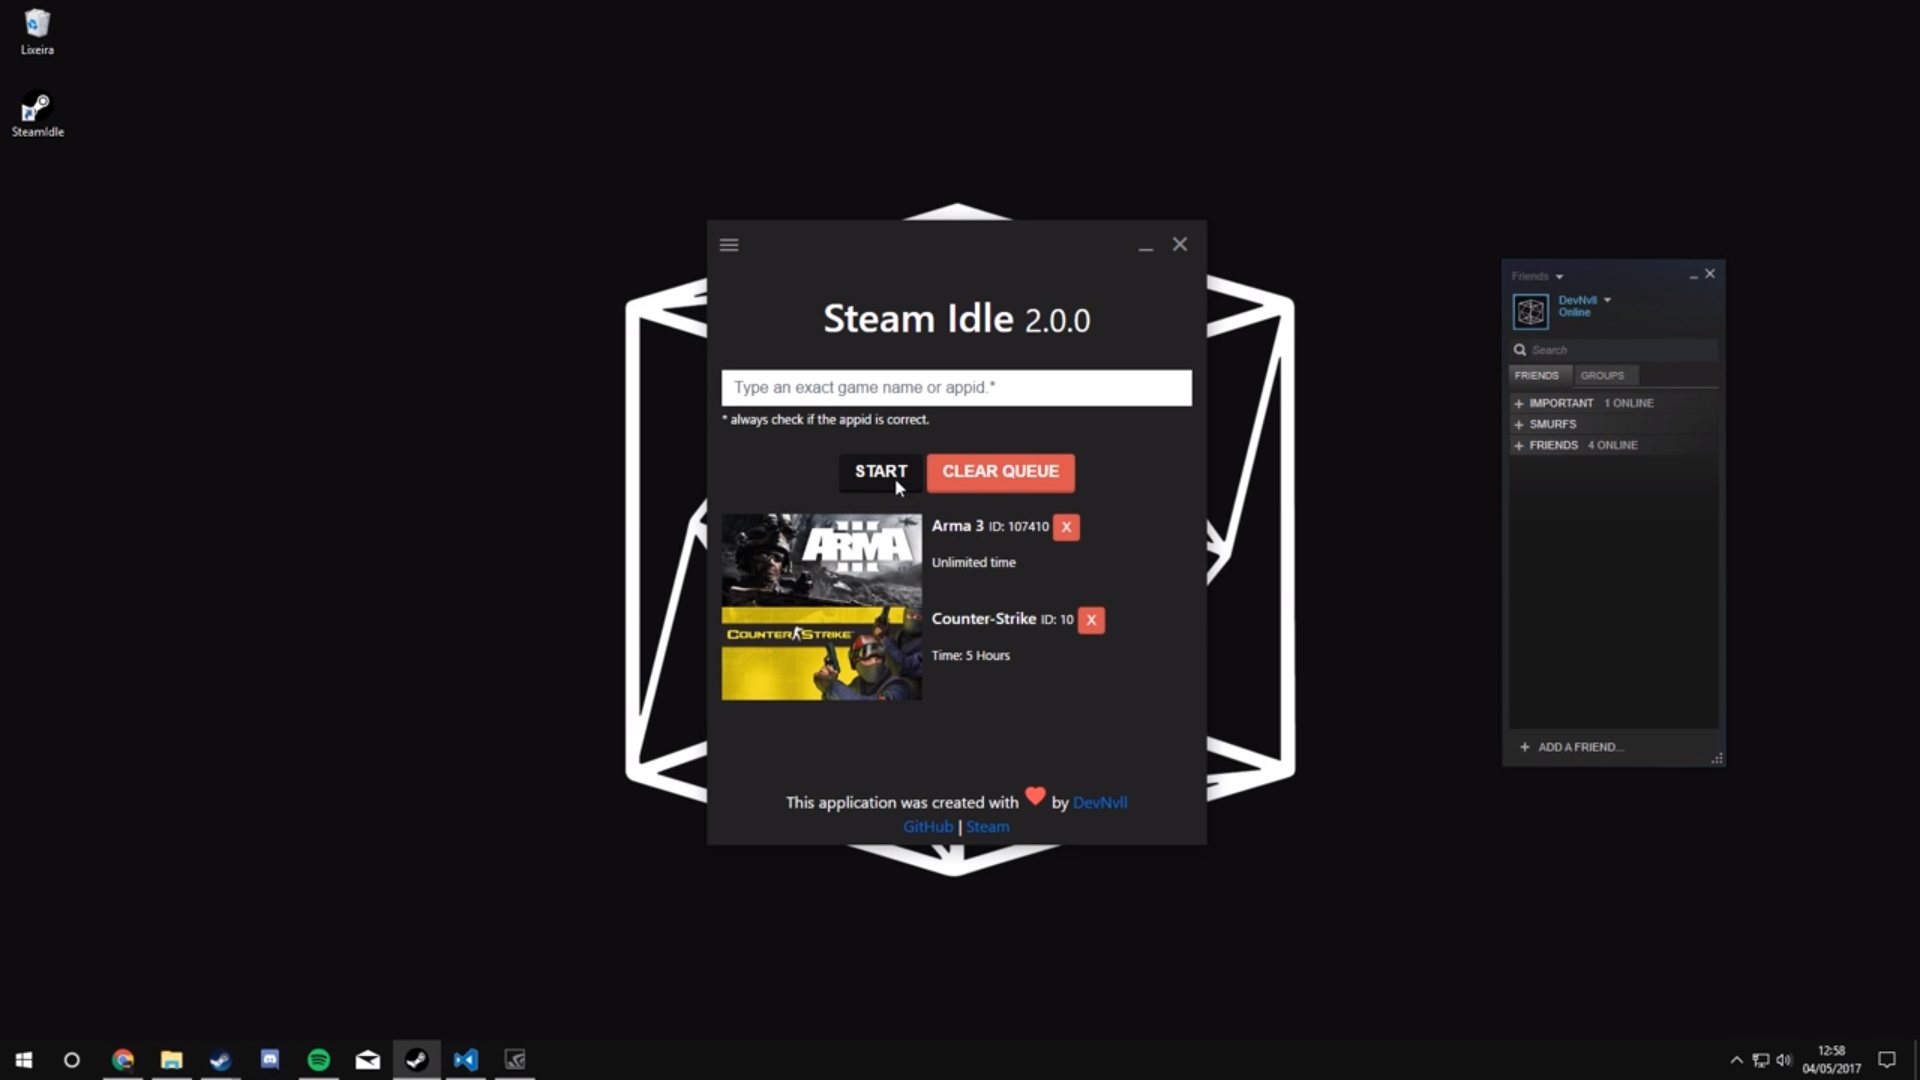 Lixeira
SteamIdle
Steam Idle 2.0.0
Type an exact game name or appid.*
* always check if the appid is correct.
START
CLEAR QUEUE
ARMA III
Arma 3 ID: 107410 X
Unlimited time
COUNTER STRIKE
Counter-Strike ID: 10 X
Time: 5 Hours
This application was created with ❤ by DevNvll
GitHub | Steam
Friends
DevNvll
Online
Search
FRIENDS GROUPS
+ IMPORTANT 1 ONLINE
+ SMURFS
+ FRIENDS 4 ONLINE
+ ADD A FRIEND...
12:58
04/05/2017